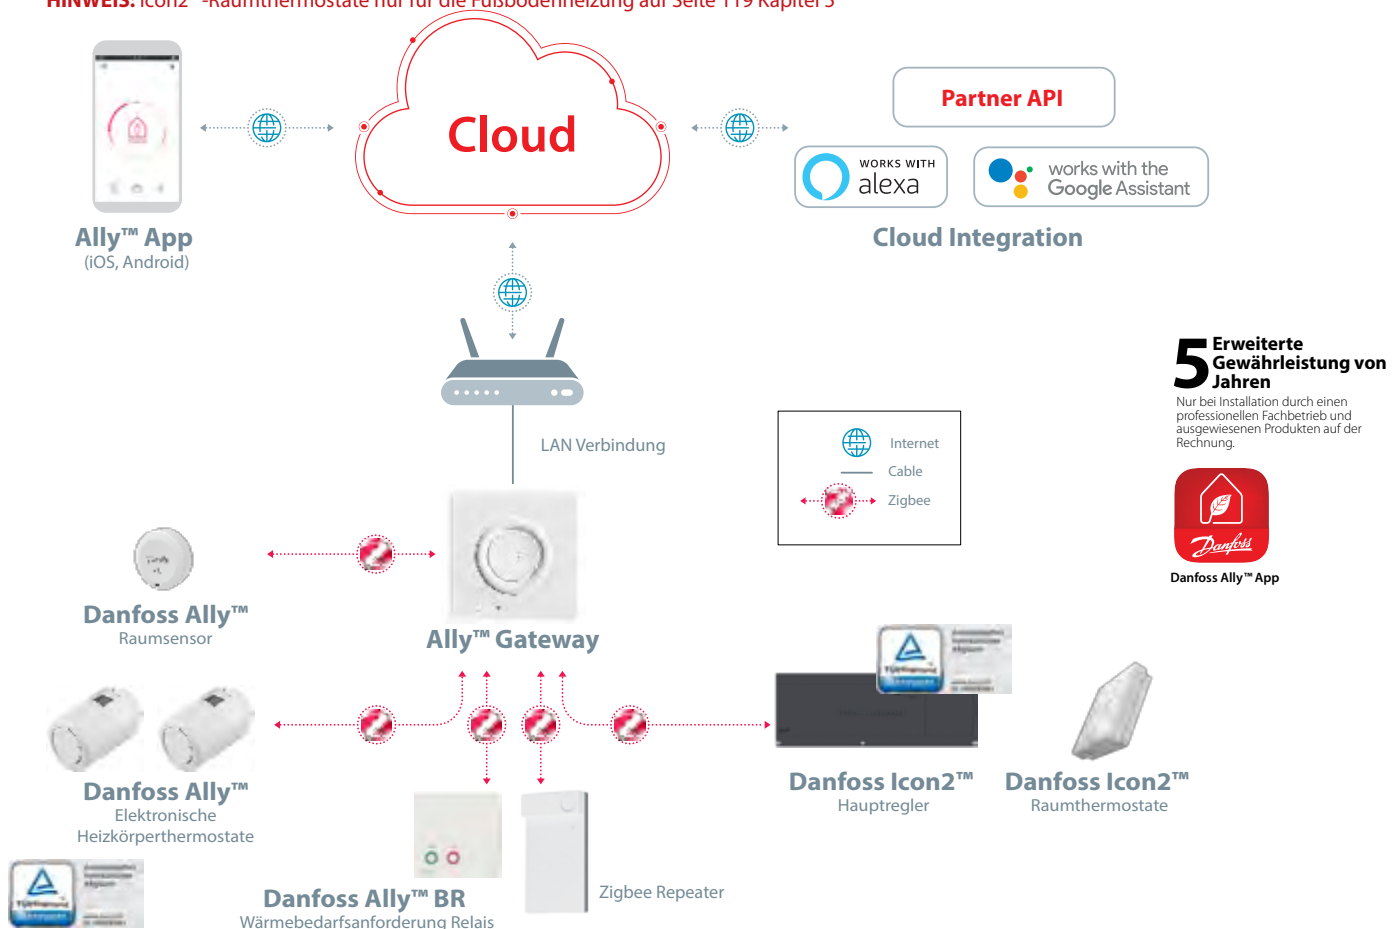 HINWEIS: Icon2™-Raumthermostate nur für die Fußbodenheizung auf Seite 119 Kapitel 5
Cloud
Partner API
WORKS WITH
alexa
works with the
Google Assistant
Ally™ App
(iOS, Android)
Cloud Integration
5 Erweiterte
Gewährleistung von
Jahren
Nur bei Installation durch einen
professionellen Fachbetrieb und
ausgewiesenen Produkten auf der
Rechnung.
LAN Verbindung
Internet
Cable
Zigbee
Danfoss
Danfoss Ally™ App
Danfoss Ally™
Raumsensor
Ally™ Gateway
Danfoss Ally™
Elektronische
Heizkörperthermostate
Danfoss Icon2™
Hauptregler
Danfoss Icon2™
Raumthermostate
Danfoss Ally™ BR
Wärmebedarfsanforderung Relais
Zigbee Repeater